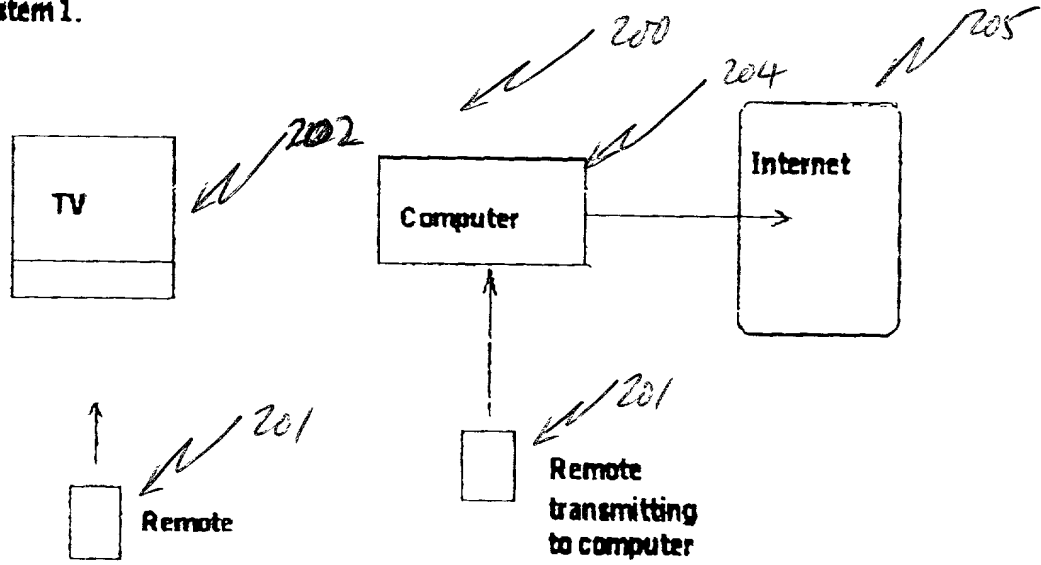 stem 1.
200
205
204
202
TV
Computer
Internet
201
201
Remote
Remote
transmitting
to computer